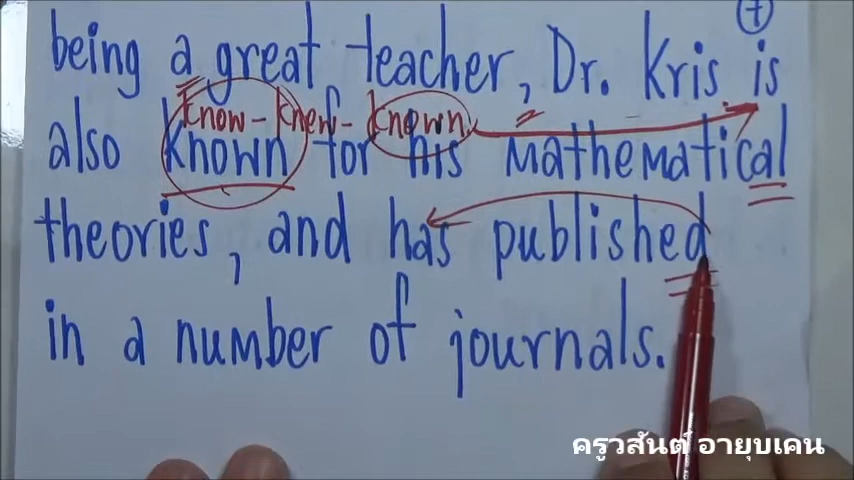 +
being a great teacher, Dr. Kris is
know - knew - known
also known for his mathematical
theories, and has published
in a number of journals.
ครูวสันต์ อายุบเคน